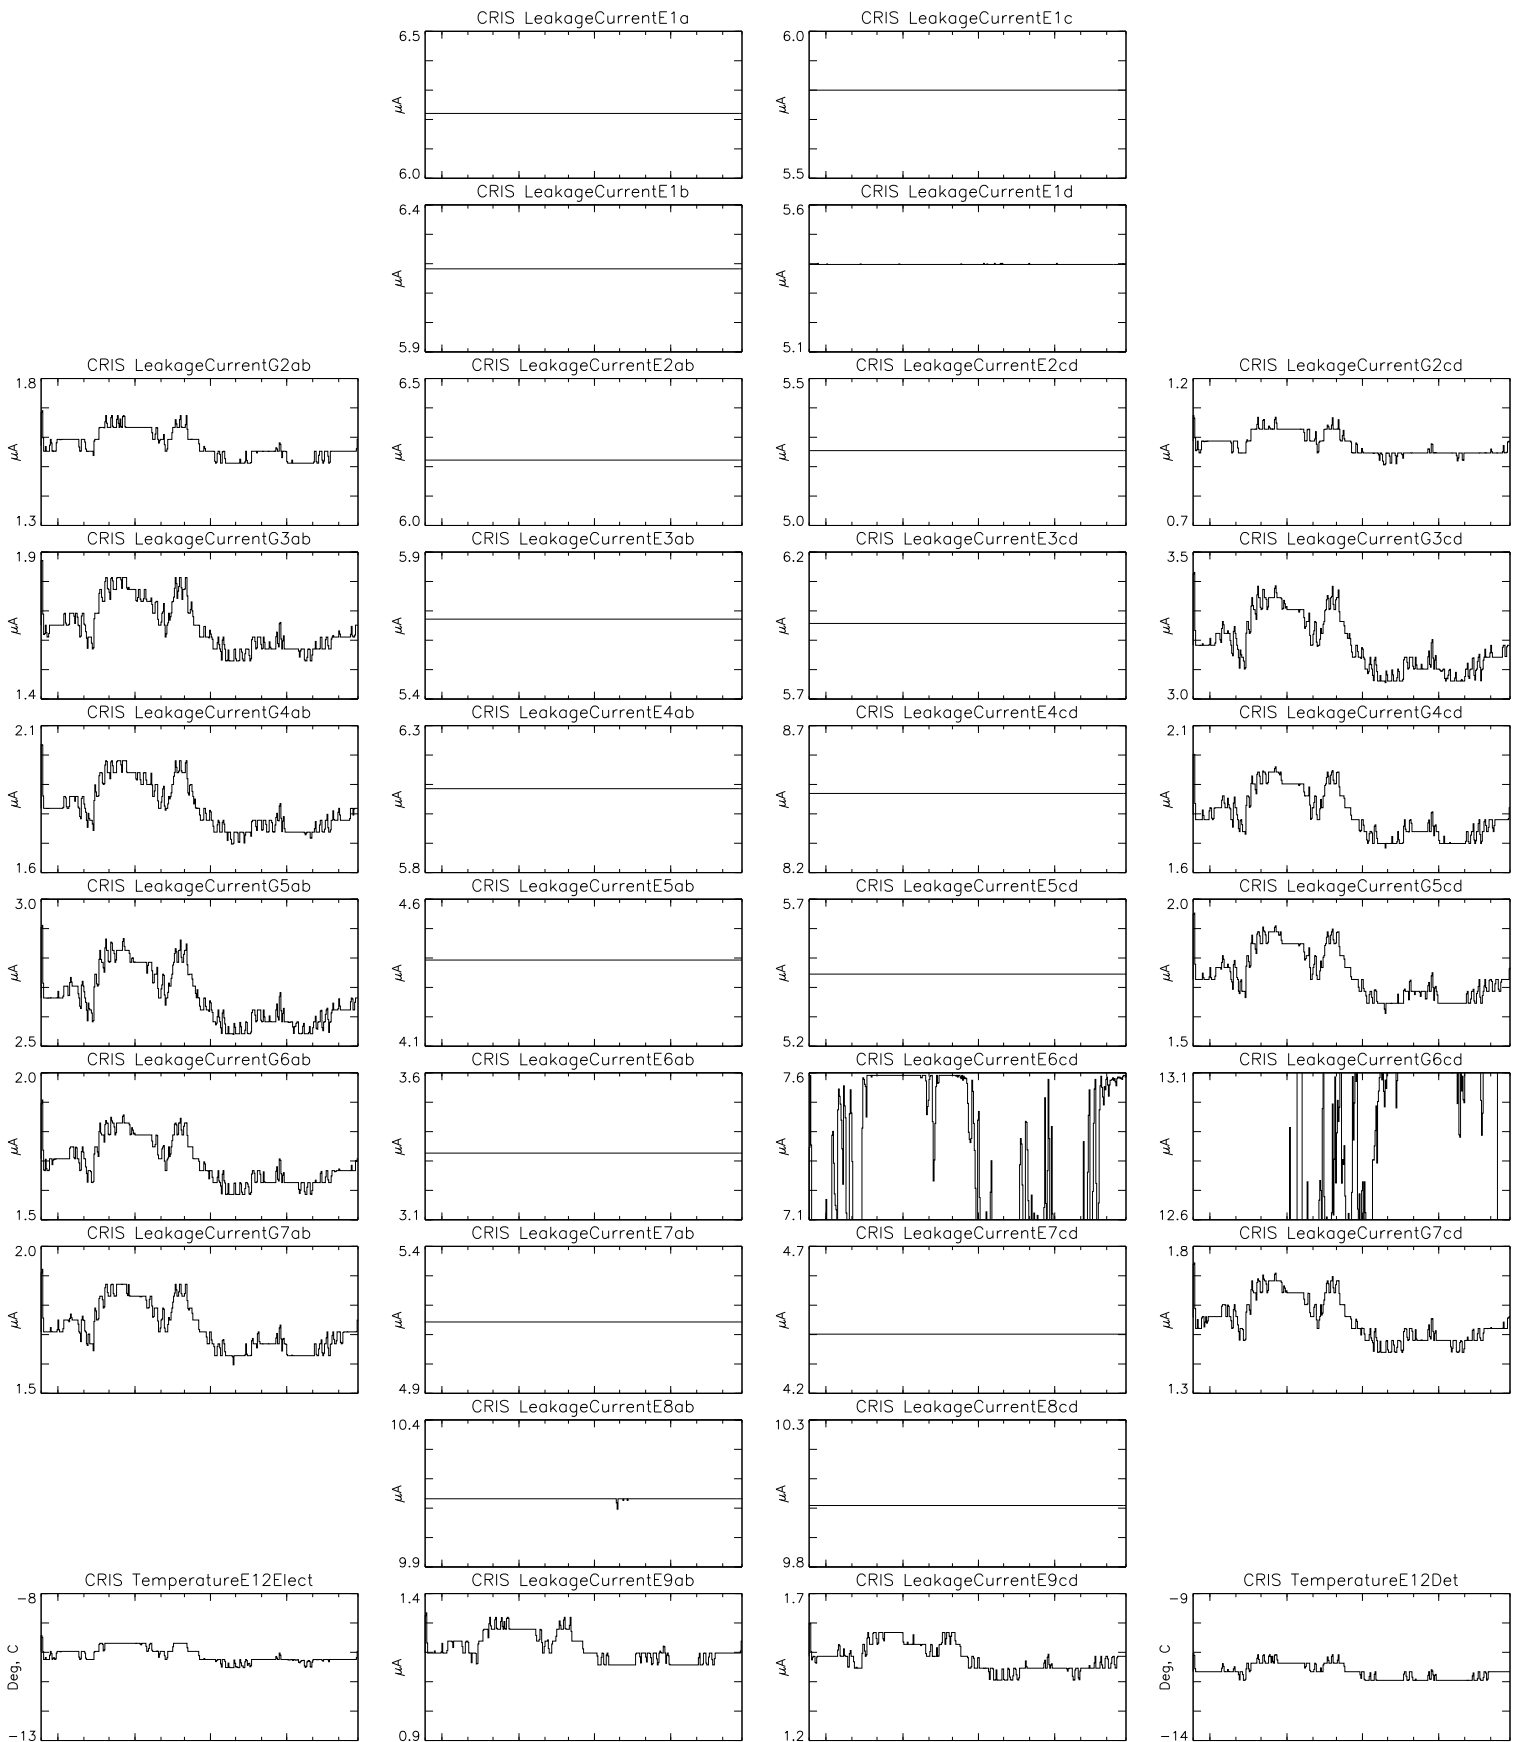 CRIS LeakageCurrentE1a
6.5
μA
6.0
CRIS LeakageCurrentE1c
6.0
μA
5.5
CRIS LeakageCurrentE1b
6.4
μA
5.9
CRIS LeakageCurrentE1d
5.6
μA
5.1
CRIS LeakageCurrentG2ab
1.8
μA
1.3
CRIS LeakageCurrentE2ab
6.5
μA
6.0
CRIS LeakageCurrentE2cd
5.5
μA
5.0
CRIS LeakageCurrentG2cd
1.2
μA
0.7
CRIS LeakageCurrentG3ab
1.9
μA
1.4
CRIS LeakageCurrentE3ab
5.9
μA
5.4
CRIS LeakageCurrentE3cd
6.2
μA
5.7
CRIS LeakageCurrentG3cd
3.5
μA
3.0
CRIS LeakageCurrentG4ab
2.1
μA
1.6
CRIS LeakageCurrentE4ab
6.3
μA
5.8
CRIS LeakageCurrentE4cd
8.7
μA
8.2
CRIS LeakageCurrentG4cd
2.1
μA
1.6
CRIS LeakageCurrentG5ab
3.0
μA
2.5
CRIS LeakageCurrentE5ab
4.6
μA
4.1
CRIS LeakageCurrentE5cd
5.7
μA
5.2
CRIS LeakageCurrentG5cd
2.0
μA
1.5
CRIS LeakageCurrentG6ab
2.0
μA
1.5
CRIS LeakageCurrentE6ab
3.6
μA
3.1
CRIS LeakageCurrentE6cd
7.6
μA
7.1
CRIS LeakageCurrentG6cd
13.1
μA
12.6
CRIS LeakageCurrentG7ab
2.0
μA
1.5
CRIS LeakageCurrentE7ab
5.4
μA
4.9
CRIS LeakageCurrentE7cd
4.7
μA
4.2
CRIS LeakageCurrentG7cd
1.8
μA
1.3
CRIS LeakageCurrentE8ab
10.4
μA
9.9
CRIS LeakageCurrentE8cd
10.3
μA
9.8
CRIS TemperatureE12Elect
-8
Deg, C
-13
CRIS LeakageCurrentE9ab
1.4
μA
0.9
CRIS LeakageCurrentE9cd
1.7
μA
1.2
CRIS TemperatureE12Det
-9
Deg, C
-14